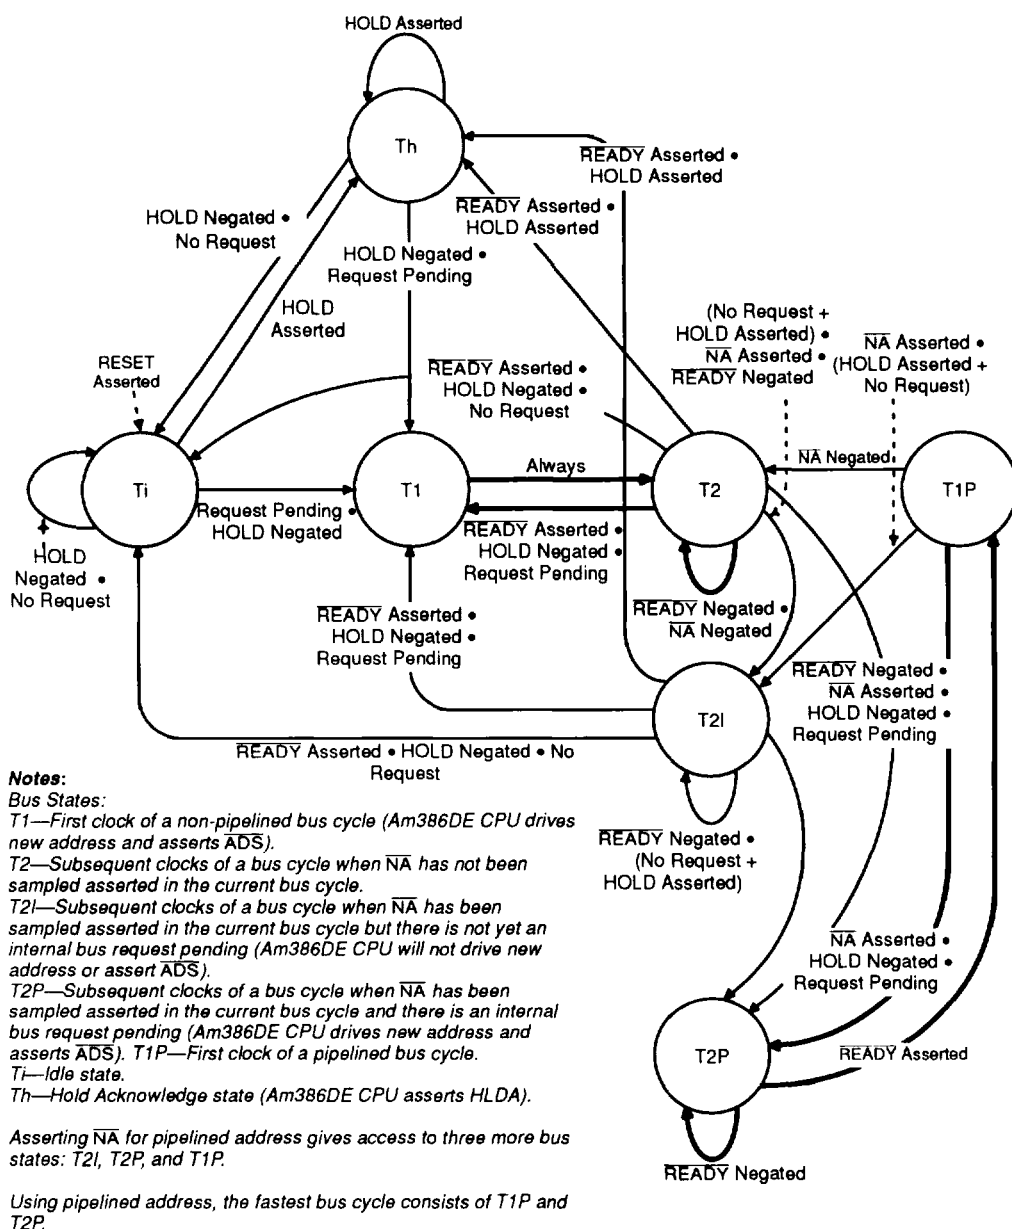 HOLD Asserted
Th
READY Asserted •
HOLD Asserted
READY Asserted •
HOLD Asserted
HOLD Negated •
No Request
HOLD Negated •
Request Pending
HOLD
Asserted
(No Request +
HOLD Asserted) •
NA Asserted •
READY Negated
NA Asserted •
(HOLD Asserted +
No Request)
RESET
Asserted
READY Asserted •
HOLD Negated •
No Request
Ti
T1
T2
T1P
Always
NA Negated
Request Pending •
HOLD Negated
READY Asserted •
HOLD Negated •
Request Pending
HOLD
Negated •
No Request
READY Negated •
NA Negated
READY Asserted •
HOLD Negated •
Request Pending
READY Negated •
NA Asserted •
HOLD Negated •
Request Pending
T2I
READY Asserted • HOLD Negated • No
Request
READY Negated •
(No Request +
HOLD Asserted)
NA Asserted •
HOLD Negated •
Request Pending
T2P
READY Asserted
READY Negated
Notes:
Bus States:
T1—First clock of a non-pipelined bus cycle (Am386DE CPU drives
new address and asserts ADS).
T2—Subsequent clocks of a bus cycle when NA has not been
sampled asserted in the current bus cycle.
T2I—Subsequent clocks of a bus cycle when NA has been
sampled asserted in the current bus cycle but there is not yet an
internal bus request pending (Am386DE CPU will not drive new
address or assert ADS).
T2P—Subsequent clocks of a bus cycle when NA has been
sampled asserted in the current bus cycle and there is an internal
bus request pending (Am386DE CPU drives new address and
asserts ADS). T1P—First clock of a pipelined bus cycle.
Ti—Idle state.
Th—Hold Acknowledge state (Am386DE CPU asserts HLDA).
Asserting NA for pipelined address gives access to three more bus
states: T2I, T2P, and T1P.
Using pipelined address, the fastest bus cycle consists of T1P and
T2P.